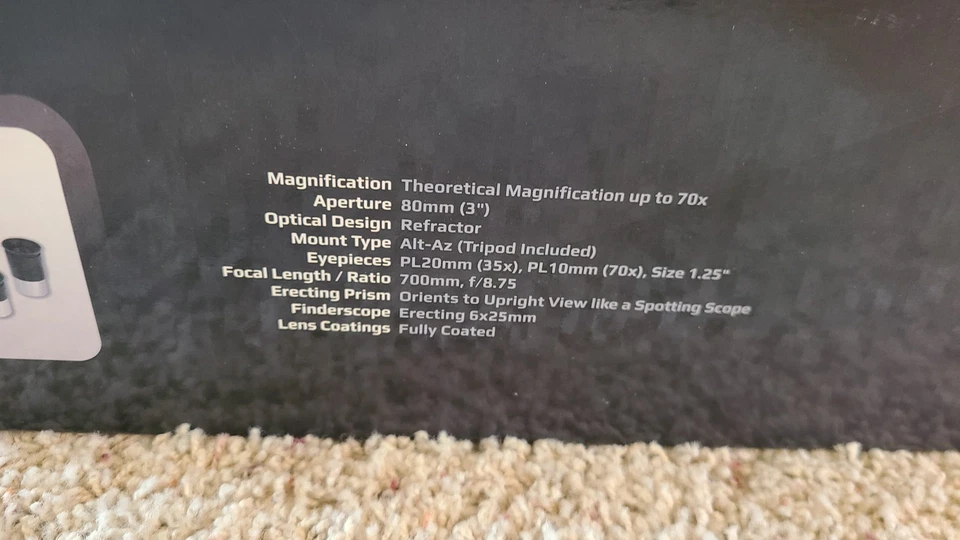 Magnification Theoretical Magnification up to 70x
Aperture 80mm (3")
Optical Design Refractor
Mount Type Alt-Az (Tripod Included)
Eyepieces PL20mm (35x), PL10mm (70x), Size 1.25"
Focal Length / Ratio 700mm, f/8.75
Erecting Prism Orients to Upright View like a Spotting Scope
Finderscope Erecting 6x25mm
Lens Coatings Fully Coated